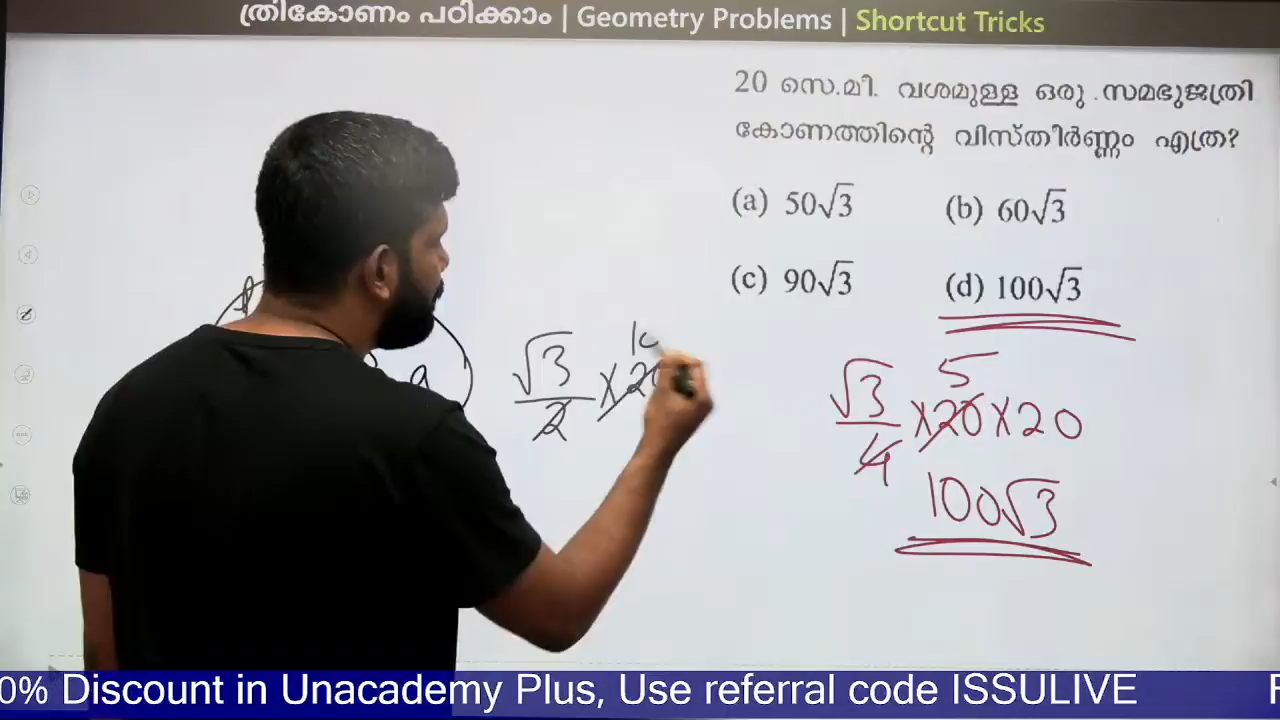 ത്രികോണം പഠിക്കാം | Geometry Problems | Shortcut Tricks
20 സെ.മീ. വശമുള്ള ഒരു സമഭുജത്രി
കോണത്തിന്റെ വിസ്തീർണ്ണം എത്ര?
(a) 50√3 (b) 60√3
(c) 90√3 (d) 100√3
√3/2 × 20
10
a
√3/4 × 20 × 20
5
100√3
0% Discount in Unacademy Plus, Use referral code ISSULIVE